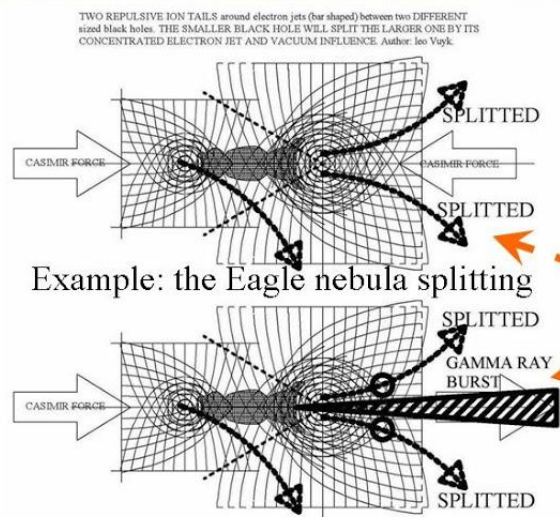 TWO REPULSIVE ION TAILS around electron jets (bar shaped) between two DIFFERENT
sized black holes. THE SMALLER BLACK HOLE WILL SPLIT THE LARGER ONE BY ITS
CONCENTRATED ELECTRON JET AND VACUUM INFLUENCE. Author: leo Vuyk.
SPLITTED
CASIMIR FORCE
CASIMIR FORCE
SPLITTED
Example: the Eagle nebula splitting
SPLITTED
GAMMA RAY
BURST
CASIMIR FORCE
SPLITTED